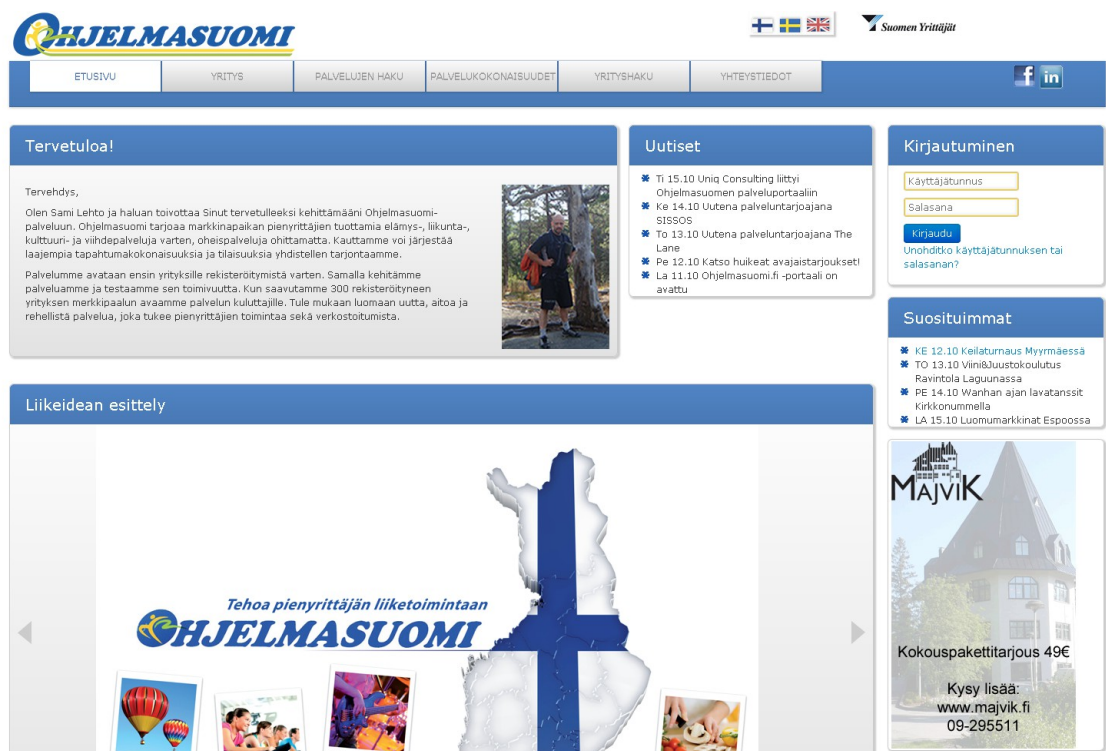 OHJELMASUOMI
Suomen Yrittäjät
ETUSIVU
YRITYS
PALVELUJEN HAKU
PALVELUKOKONAISUUDET
YRITYSHAKU
YHTEYSTIEDOT
f in
Tervetuloa!
Tervehdys,
Olen Sami Lehto ja haluan toivottaa Sinut tervetulleeksi kehittämääni Ohjelmasuomi-
palveluun. Ohjelmasuomi tarjoaa markkinapaikan pienyrittäjien tuottamia elämys-, liikunta-,
kulttuuri- ja viihdepalveluja varten, oheispalveluja ohittamatta. Kauttamme voi järjestää
laajempia tapahtumakokonaisuuksia ja tilaisuuksia yhdistellen tarjontaamme.
Palvelumme avataan ensin yrityksille rekisteröitymistä varten. Samalla kehitämme
palveluamme ja testaamme sen toimivuutta. Kun saavutamme 300 rekisteröityneen
yrityksen merkkipaalun avaamme palvelun kuluttajille. Tule mukaan luomaan uutta, aitoa ja
rehellistä palvelua, joka tukee pienyrittäjien toimintaa sekä verkostoitumista.
Uutiset
Ti 15.10 Uniq Consulting liittyi
Ohjelmasuomen palveluportaaliin
Ke 14.10 Uutena palveluntarjoajana
SISSOS
To 13.10 Uutena palveluntarjoajana The
Lane
Pe 12.10 Katso huikeat avajaistarjoukset!
La 11.10 Ohjelmasuomi.fi -portaali on
avattu
Kirjautuminen
Käyttäjätunnus
Salasana
Kirjaudu
Unohditko käyttäjätunnuksen tai
salasanan?
Suosituimmat
KE 12.10 Keilaturnaus Myyrmäessä
TO 13.10 Viini&Juustokoulutus
Ravintola Laguunassa
PE 14.10 Wanhan ajan lavatanssit
Kirkkonummella
LA 15.10 Luomumarkkinat Espoossa
Liikeidean esittely
Tehoa pienyrittäjän liiketoimintaan
OHJELMASUOMI
MAJVIK
Kokouspakettitarjous 49€
Kysy lisää:
www.majvik.fi
09-295511